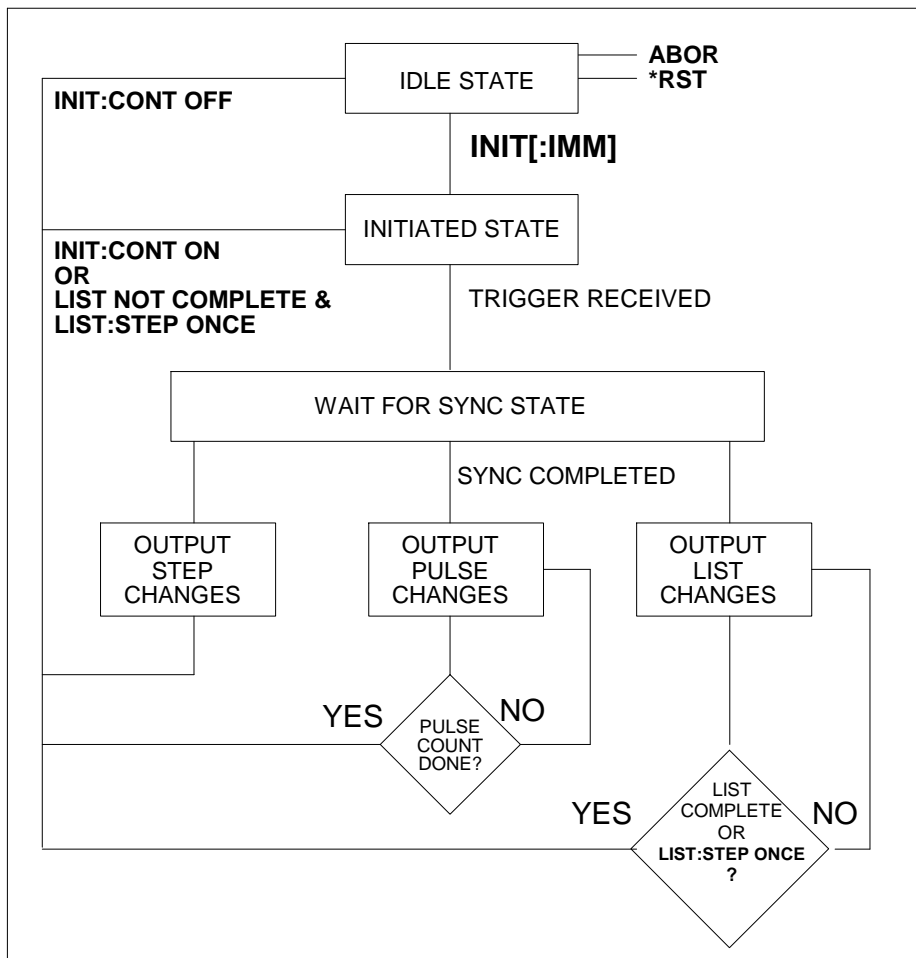 ABOR
IDLE STATE
*RST
INIT:CONT OFF
INIT[:IMM]
INITIATED STATE
INIT:CONT ON
OR
LIST NOT COMPLETE &
LIST:STEP ONCE
TRIGGER RECEIVED
WAIT FOR SYNC STATE
SYNC COMPLETED
OUTPUT
STEP
CHANGES
OUTPUT
PULSE
CHANGES
OUTPUT
LIST
CHANGES
YES
NO
PULSE
COUNT
DONE?
YES
NO
LIST
COMPLETE
OR
LIST:STEP ONCE
?